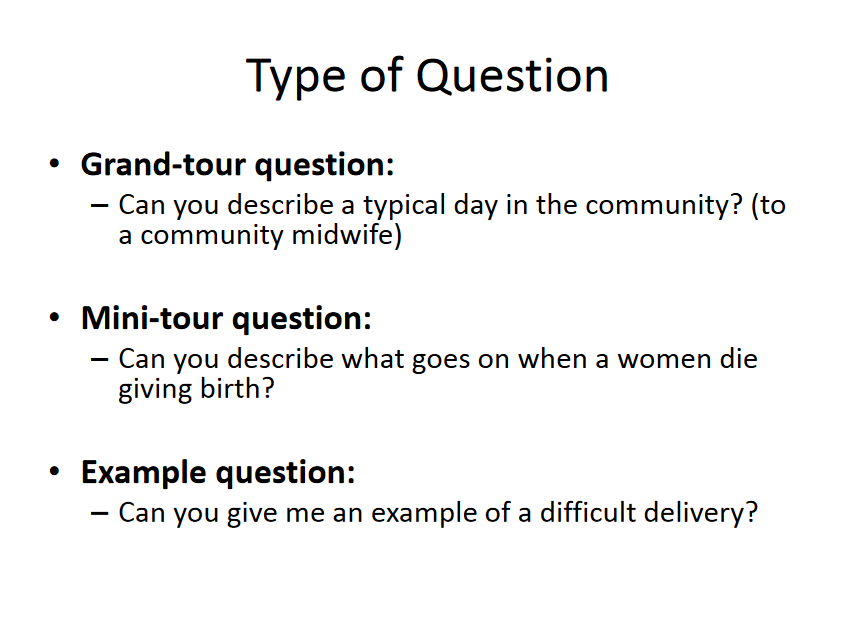 Type of Question
• Grand-tour question:
– Can you describe a typical day in the community? (to
a community midwife)
• Mini-tour question:
– Can you describe what goes on when a women die
giving birth?
• Example question:
– Can you give me an example of a difficult delivery?